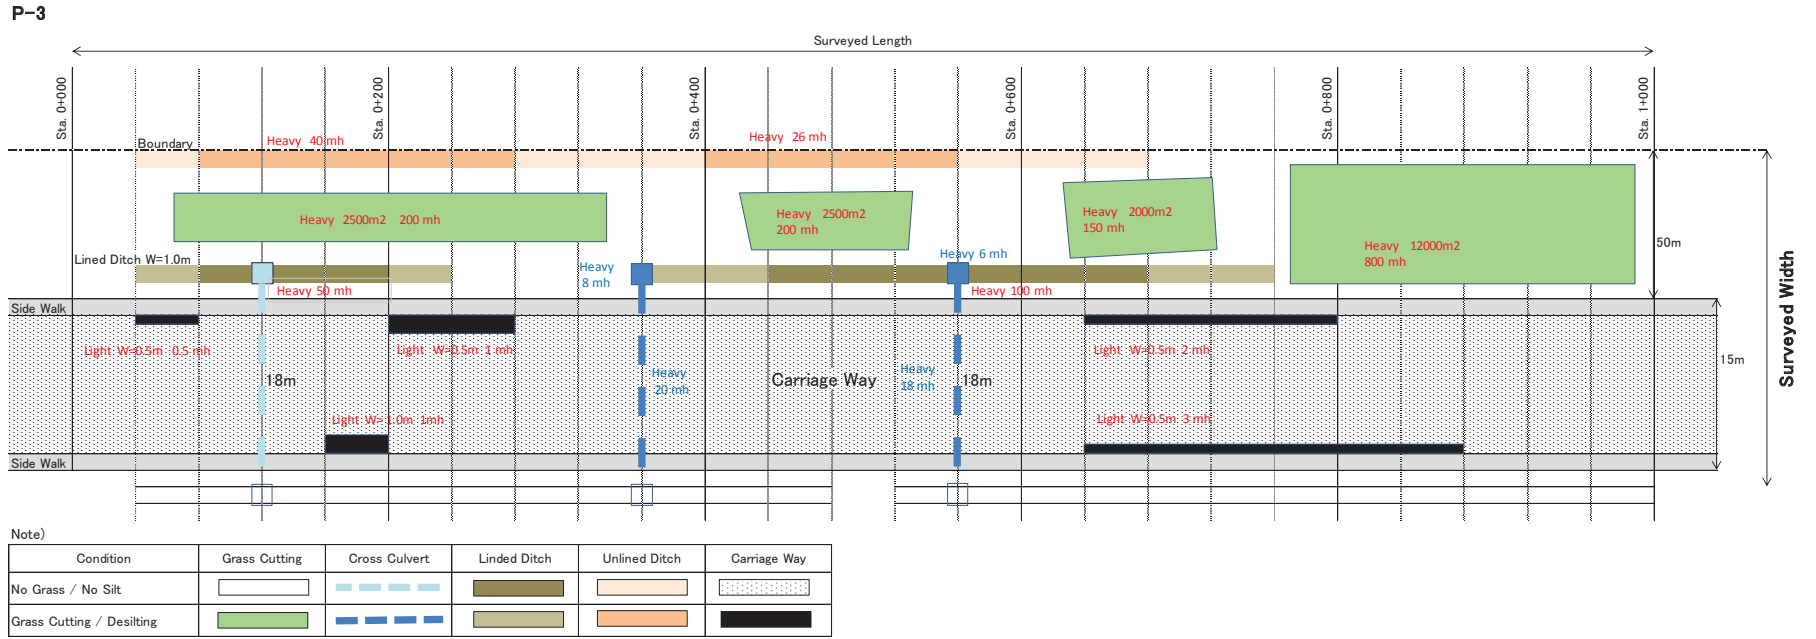 P-3
Surveyed Length
Sta. 0+000
Sta. 0+200
Sta. 0+400
Sta. 0+600
Sta. 0+800
Sta. 1+000
Boundary
Heavy 40 mh
Heavy 26 mh
Heavy 2500m2 200 mh
Heavy 2500m2
200 mh
Heavy 2000m2
150 mh
Heavy 12000m2
800 mh
50m
Lined Ditch W=1.0m
Heavy
8 mh
Heavy 6 mh
Heavy 50 mh
Heavy 100 mh
Side Walk
Light W=0.5m 0.5 mh
Light W=0.5m 1 mh
Light W=0.5m 2 mh
15m
Surveyed Width
18m
Heavy
20 mh
Carriage Way
Heavy
18 mh
18m
Light W=1.0m 1mh
Light W=0.5m 3 mh
Side Walk
Note)
Condition Grass Cutting Cross Culvert Linded Ditch Unlined Ditch Carriage Way
No Grass / No Silt
Grass Cutting / Desilting